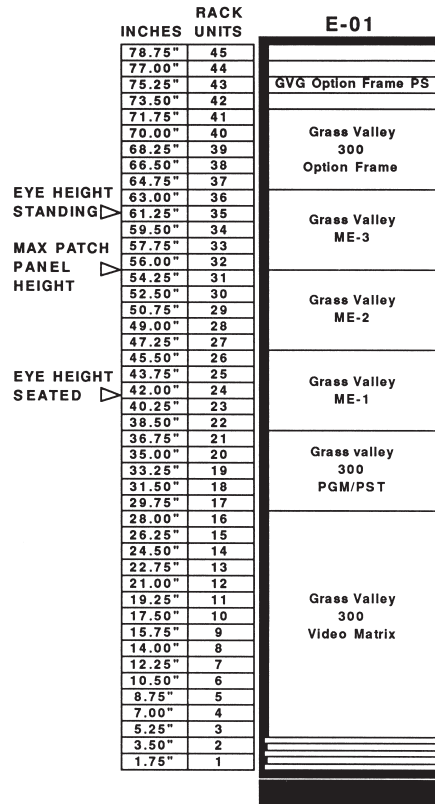 RACK
INCHES UNITS E-01
78.75" 45
77.00" 44
75.25" 43 GVG Option Frame PS
73.50" 42
71.75" 41
70.00" 40 Grass Valley
68.25" 39 300
66.50" 38 Option Frame
64.75" 37
EYE HEIGHT 63.00" 36
STANDING 61.25" 35 Grass Valley
59.50" 34 ME-3
MAX PATCH 57.75" 33
PANEL 56.00" 32
HEIGHT 54.25" 31
52.50" 30 Grass Valley
50.75" 29 ME-2
49.00" 28
47.25" 27
45.50" 26
EYE HEIGHT 43.75" 25 Grass Valley
SEATED 42.00" 24 ME-1
40.25" 23
38.50" 22
36.75" 21 Grass valley
35.00" 20 300
33.25" 19 PGM/PST
31.50" 18
29.75" 17
28.00" 16
26.25" 15
24.50" 14
22.75" 13
21.00" 12
19.25" 11 Grass Valley
17.50" 10 300
15.75" 9 Video Matrix
14.00" 8
12.25" 7
10.50" 6
8.75" 5
7.00" 4
5.25" 3
3.50" 2
1.75" 1